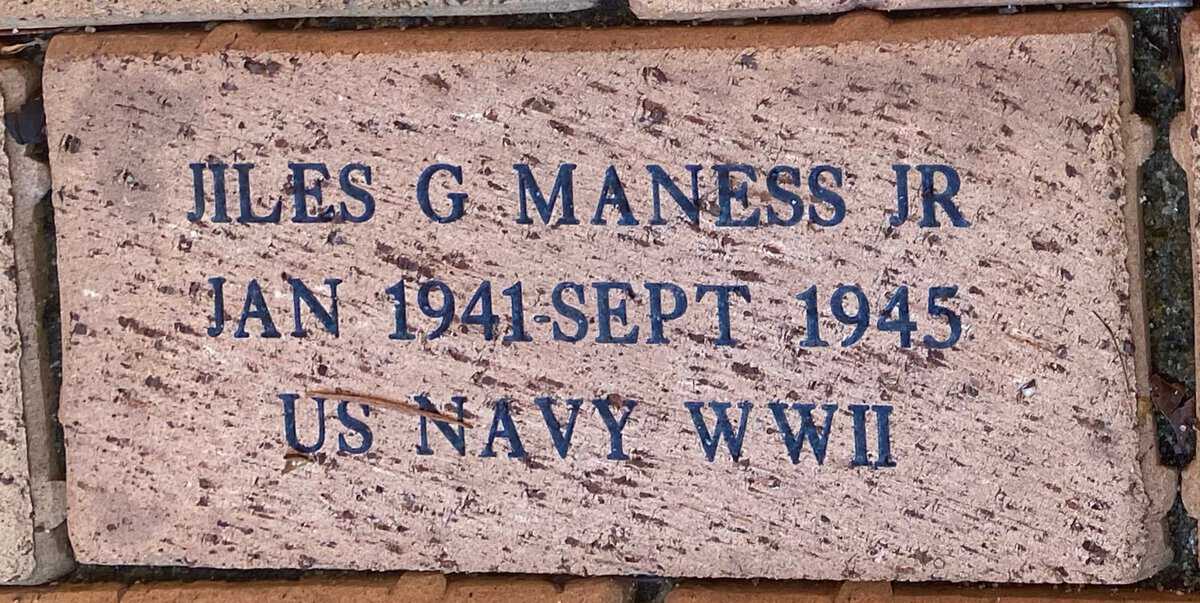 JILES G MANESS JR
JAN 1941-SEPT 1945
US NAVY WWII